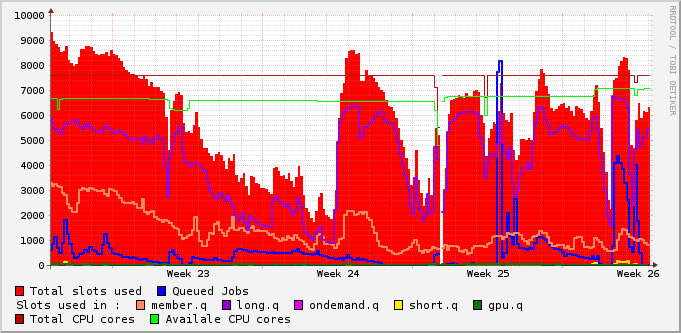 RRDTOOL / TOBI OETIKER
10000
9000
8000
7000
6000
5000
4000
3000
2000
1000
0
Week 23 Week 24 Week 25 Week 26
Total slots used Queued Jobs
Slots used in : member.q long.q ondemand.q short.q gpu.q
Total CPU cores Availale CPU cores